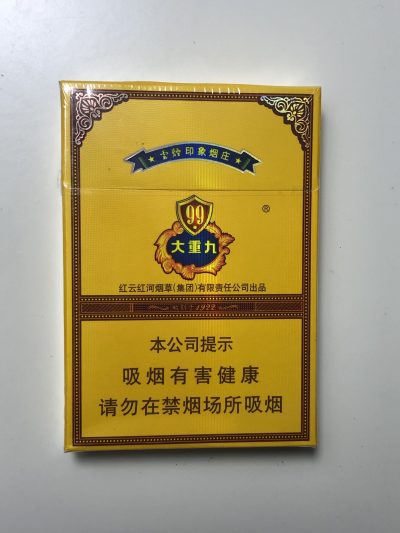 云烟印象烟庄
99
大重九
®
红云红河烟草(集团)有限责任公司出品
SINCE 1922
本公司提示
吸烟有害健康
请勿在禁烟场所吸烟